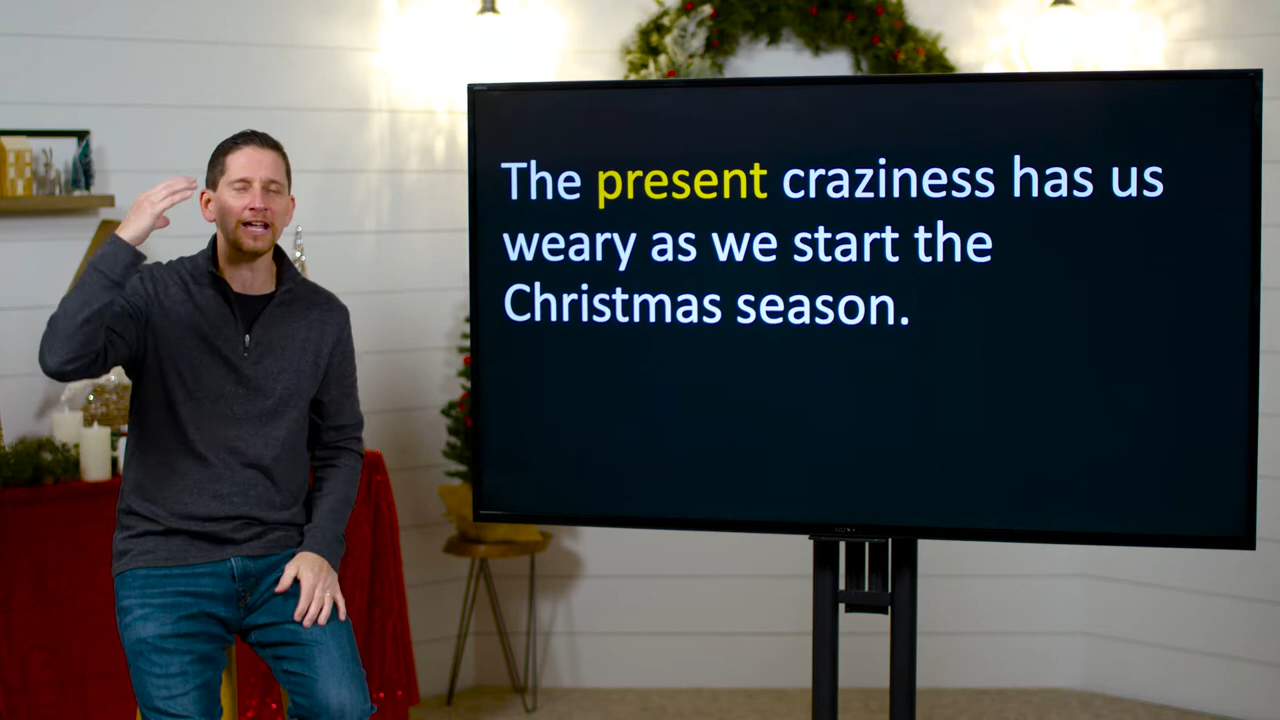 The present craziness has us
weary as we start the
Christmas season.